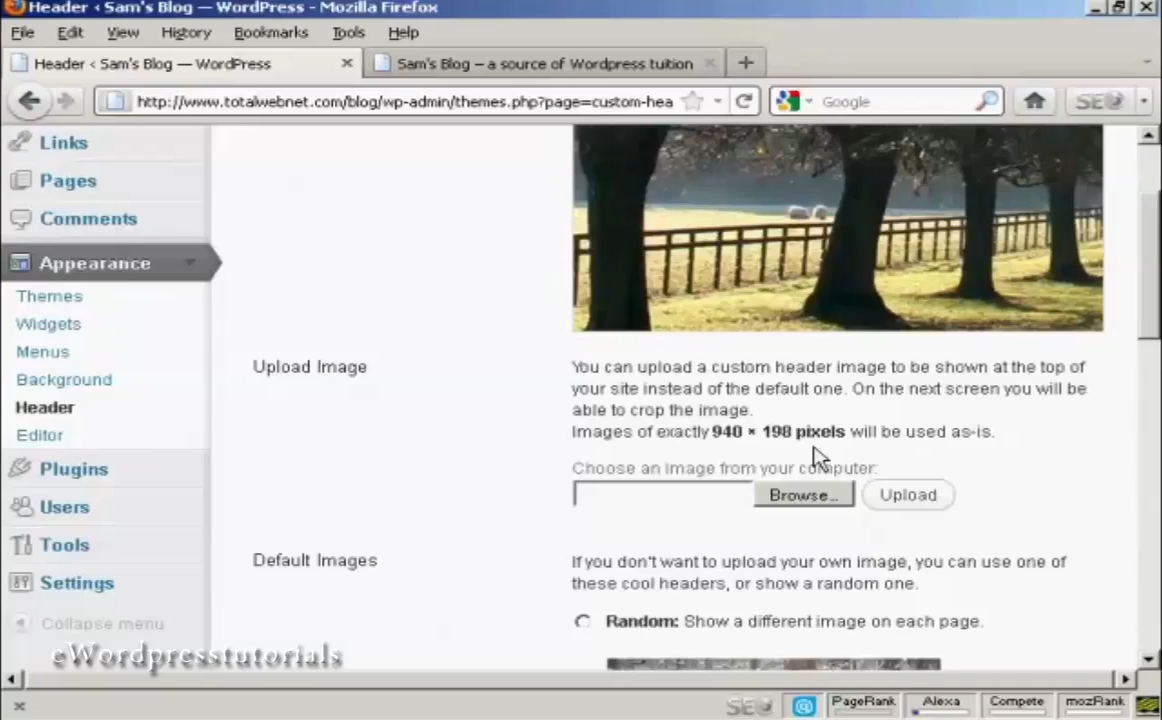 Header ‹ Sam's Blog — WordPress - Mozilla Firefox
File Edit View History Bookmarks Tools Help
Header ‹ Sam's Blog — WordPress
Sam's Blog – a source of Wordpress tuition
http://www.totalwebnet.com/blog/wp-admin/themes.php?page=custom-hea
Google
SEO
Links
Pages
Comments
Appearance
Themes
Widgets
Menus
Background
Header
Editor
Plugins
Users
Tools
Settings
Collapse menu
Upload Image
You can upload a custom header image to be shown at the top of
your site instead of the default one. On the next screen you will be
able to crop the image.
Images of exactly 940 × 198 pixels will be used as-is.
Choose an image from your computer:
Browse... Upload
Default Images
If you don't want to upload your own image, you can use one of
these cool headers, or show a random one.
Random: Show a different image on each page.
eWordpresstutorials
SEO PageRank Alexa Compete mozRank